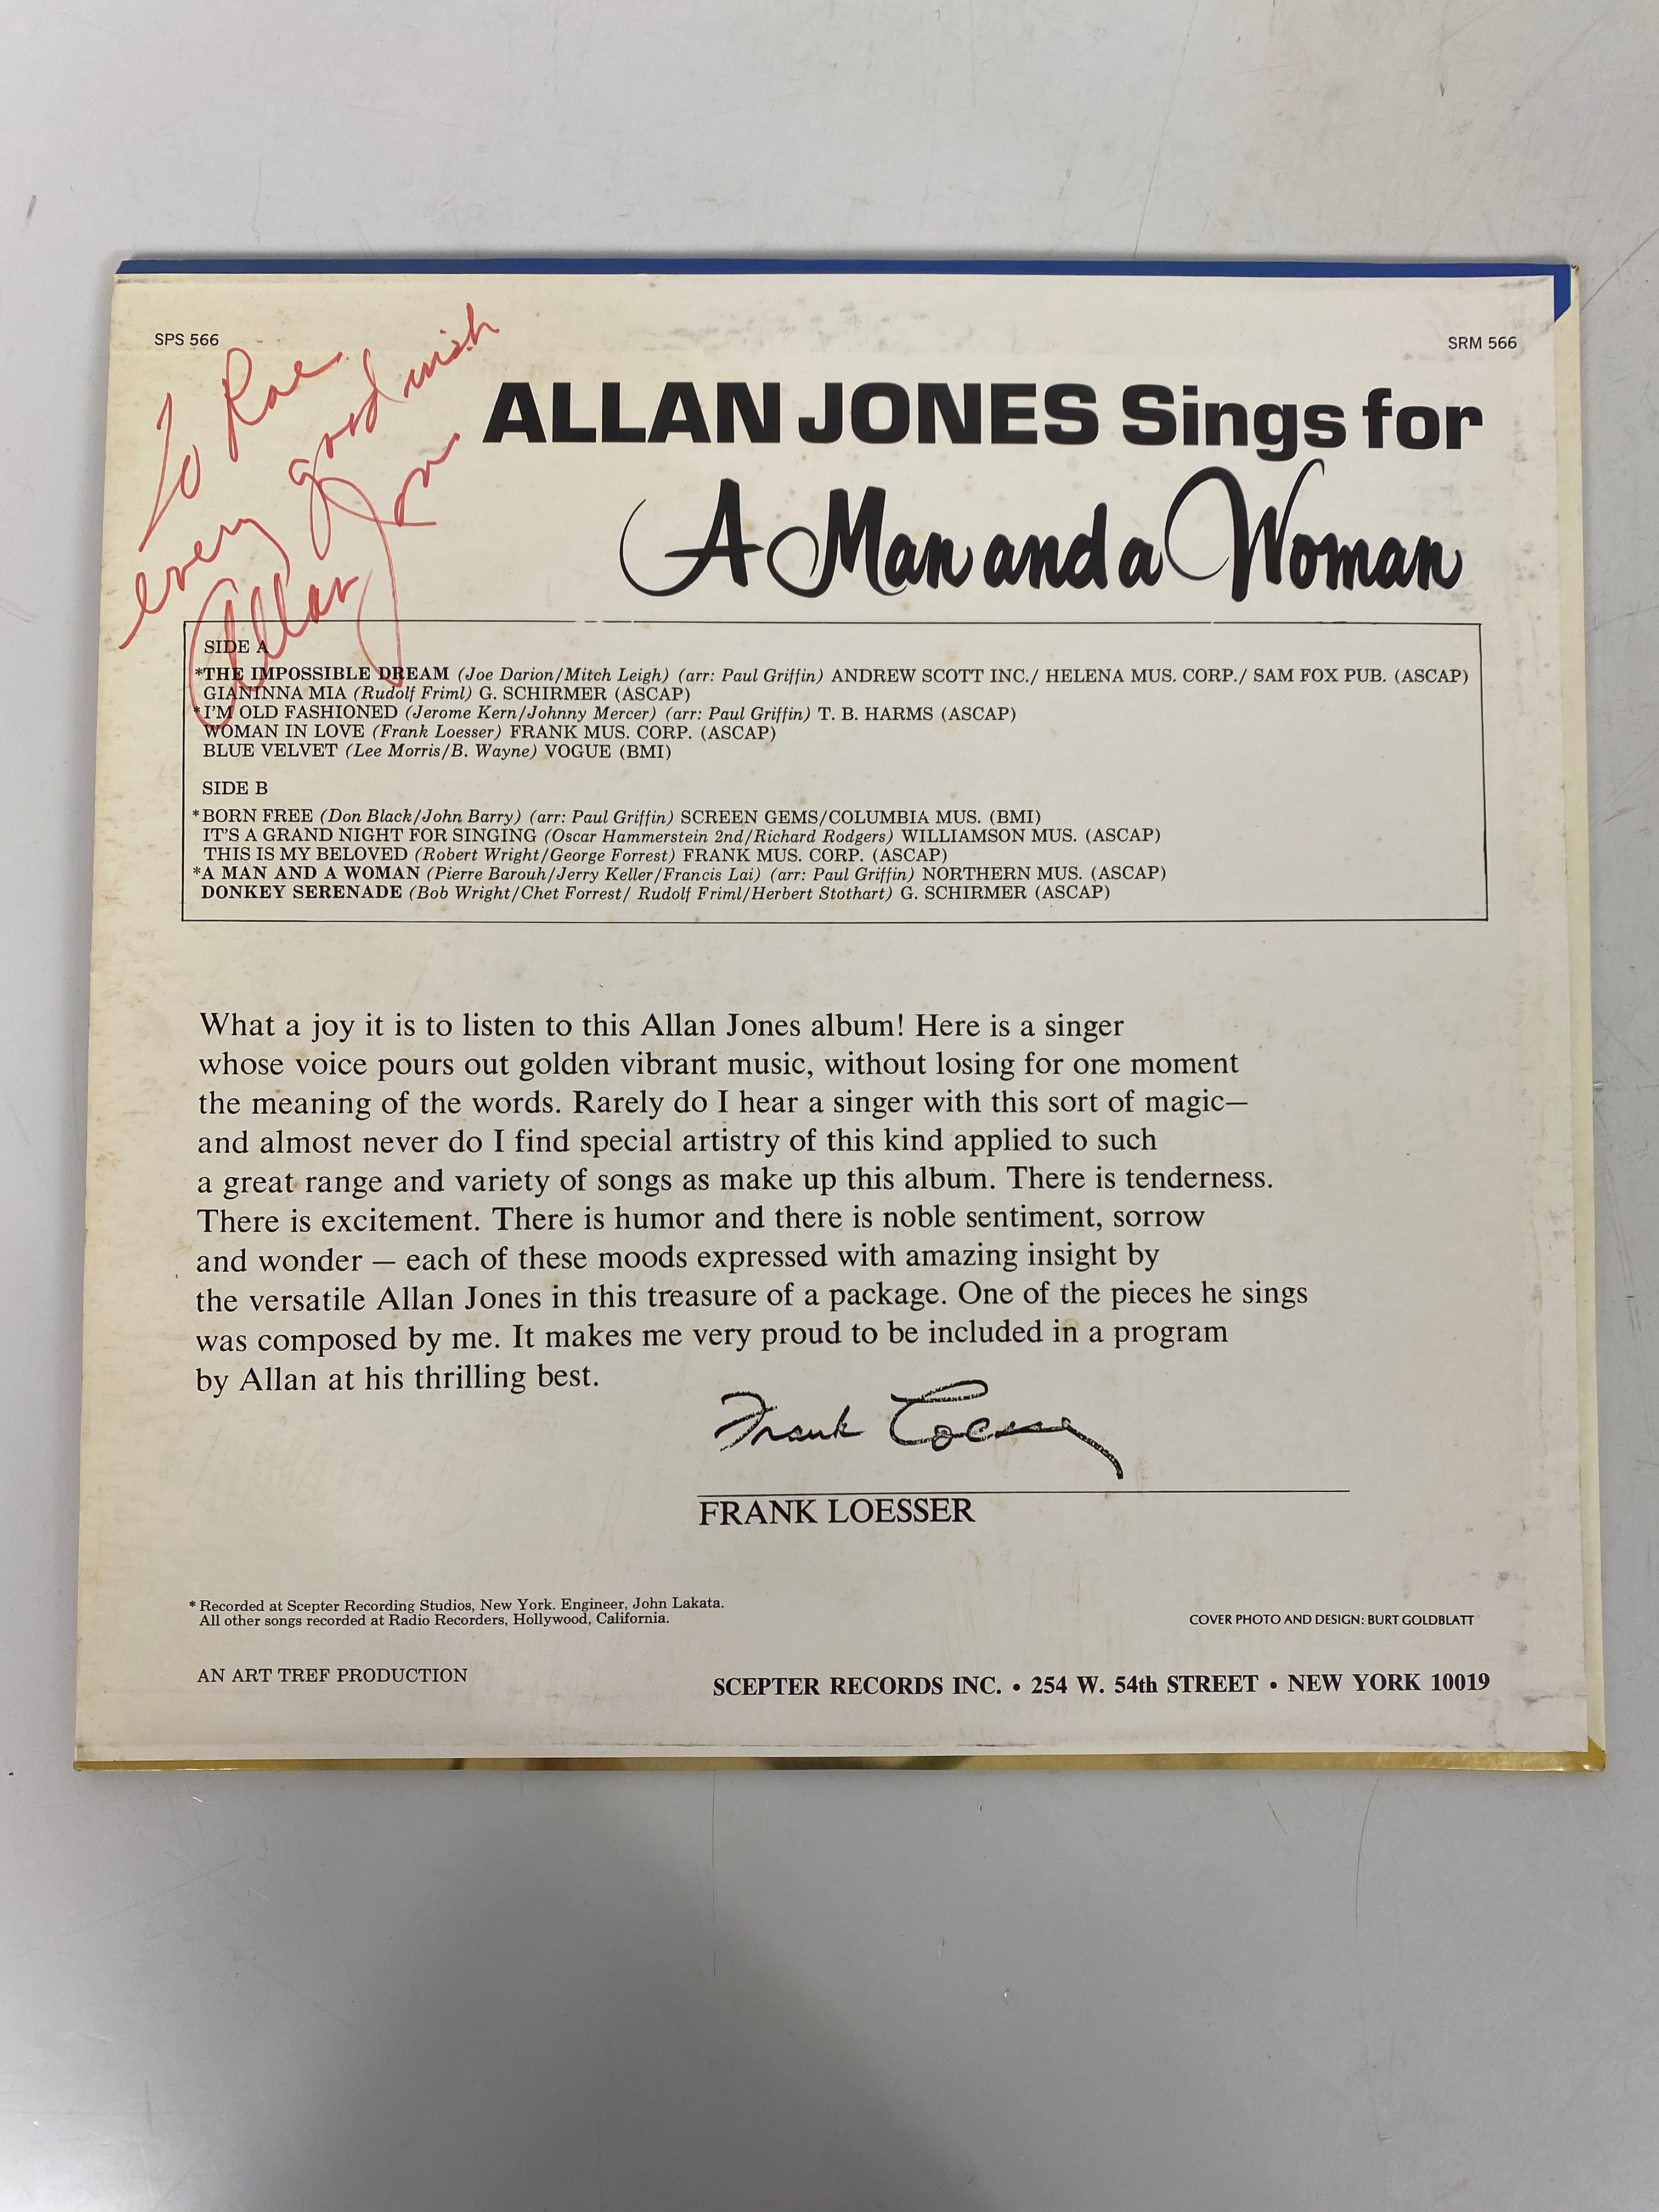 SPS 566
SRM 566
To Rae
every good wish
Allan Jones
ALLAN JONES Sings for
A Man and a Woman
SIDE A
*THE IMPOSSIBLE DREAM (Joe Darion/Mitch Leigh) (arr: Paul Griffin) ANDREW SCOTT INC./ HELENA MUS. CORP./ SAM FOX PUB. (ASCAP)
GIANINNA MIA (Rudolf Friml) G. SCHIRMER (ASCAP)
*I'M OLD FASHIONED (Jerome Kern/Johnny Mercer) (arr: Paul Griffin) T. B. HARMS (ASCAP)
WOMAN IN LOVE (Frank Loesser) FRANK MUS. CORP. (ASCAP)
BLUE VELVET (Lee Morris/B. Wayne) VOGUE (BMI)
SIDE B
*BORN FREE (Don Black/John Barry) (arr: Paul Griffin) SCREEN GEMS/COLUMBIA MUS. (BMI)
IT'S A GRAND NIGHT FOR SINGING (Oscar Hammerstein 2nd/Richard Rodgers) WILLIAMSON MUS. (ASCAP)
THIS IS MY BELOVED (Robert Wright/George Forrest) FRANK MUS. CORP. (ASCAP)
*A MAN AND A WOMAN (Pierre Barouh/Jerry Keller/Francis Lai) (arr: Paul Griffin) NORTHERN MUS. (ASCAP)
DONKEY SERENADE (Bob Wright/Chet Forrest/ Rudolf Friml/Herbert Stothart) G. SCHIRMER (ASCAP)
What a joy it is to listen to this Allan Jones album! Here is a singer
whose voice pours out golden vibrant music, without losing for one moment
the meaning of the words. Rarely do I hear a singer with this sort of magic—
and almost never do I find special artistry of this kind applied to such
a great range and variety of songs as make up this album. There is tenderness.
There is excitement. There is humor and there is noble sentiment, sorrow
and wonder — each of these moods expressed with amazing insight by
the versatile Allan Jones in this treasure of a package. One of the pieces he sings
was composed by me. It makes me very proud to be included in a program
by Allan at his thrilling best.
Frank Loesser
FRANK LOESSER
* Recorded at Scepter Recording Studios, New York. Engineer, John Lakata.
All other songs recorded at Radio Recorders, Hollywood, California.
COVER PHOTO AND DESIGN: BURT GOLDBLATT
AN ART TREF PRODUCTION
SCEPTER RECORDS INC. • 254 W. 54th STREET • NEW YORK 10019